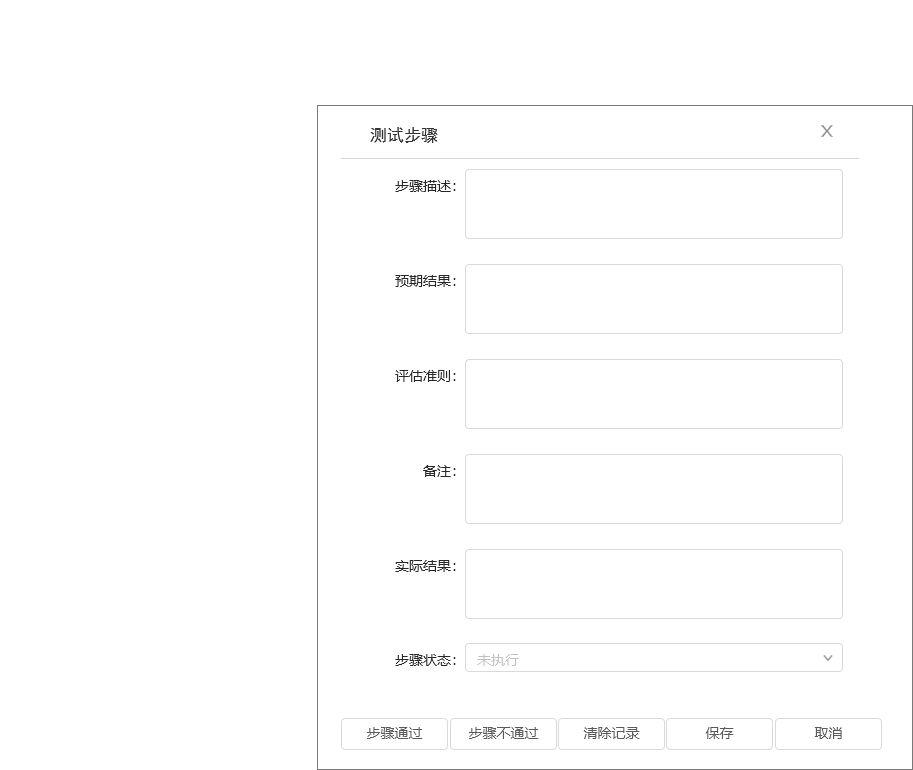 测试步骤 X
步骤描述：
预期结果：
评估准则：
备注：
实际结果：
步骤状态： 未执行
步骤通过 步骤不通过 清除记录 保存 取消